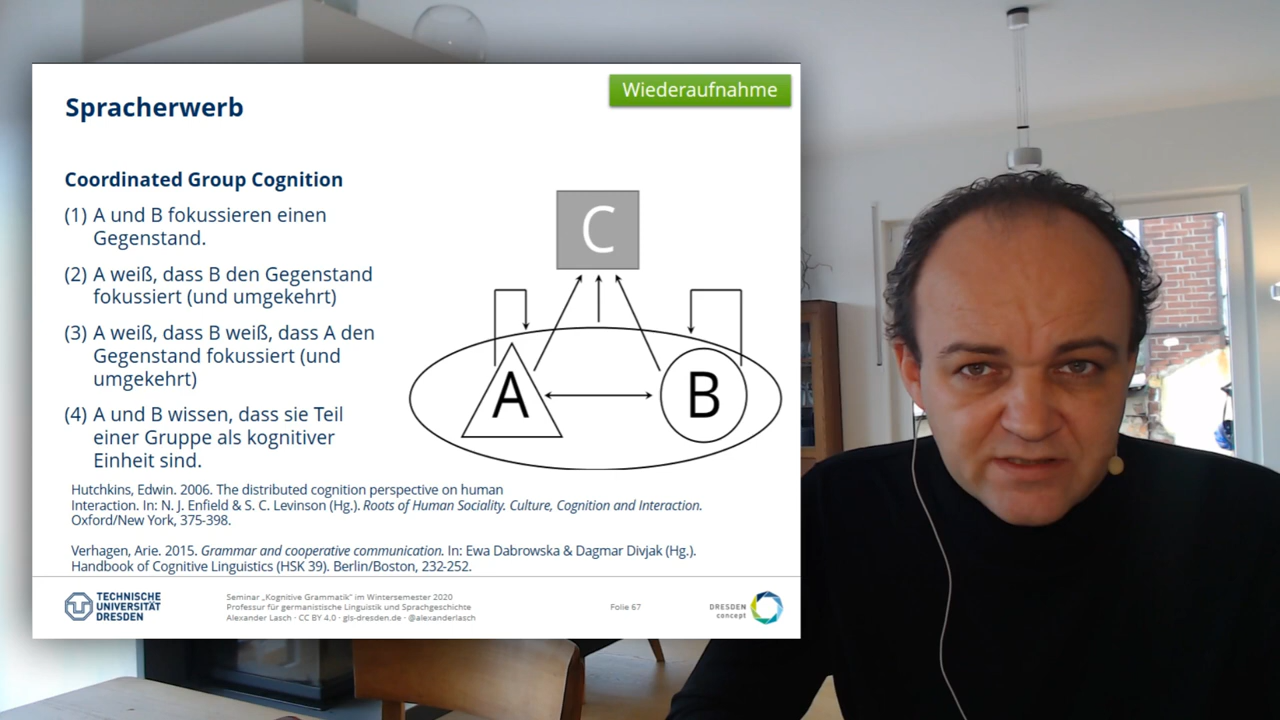 Wiederaufnahme
Spracherwerb
Coordinated Group Cognition
(1) A und B fokussieren einen
Gegenstand.
(2) A weiß, dass B den Gegenstand
fokussiert (und umgekehrt)
(3) A weiß, dass B weiß, dass A den
Gegenstand fokussiert (und
umgekehrt)
(4) A und B wissen, dass sie Teil
einer Gruppe als kognitiver
Einheit sind.
C
A
B
Hutchkins, Edwin. 2006. The distributed cognition perspective on human
Interaction. In: N. J. Enfield & S. C. Levinson (Hg.). Roots of Human Sociality. Culture, Cognition and Interaction.
Oxford/New York, 375-398.
Verhagen, Arie. 2015. Grammar and cooperative communication. In: Ewa Dabrowska & Dagmar Divjak (Hg.).
Handbook of Cognitive Linguistics (HSK 39). Berlin/Boston, 232-252.
TECHNISCHE
UNIVERSITÄT
DRESDEN
Seminar „Kognitive Grammatik" im Wintersemester 2020
Professur für germanistische Linguistik und Sprachgeschichte
Alexander Lasch · CC BY 4.0 · gls-dresden.de · @alexanderlasch
Folie 67
DRESDEN
concept